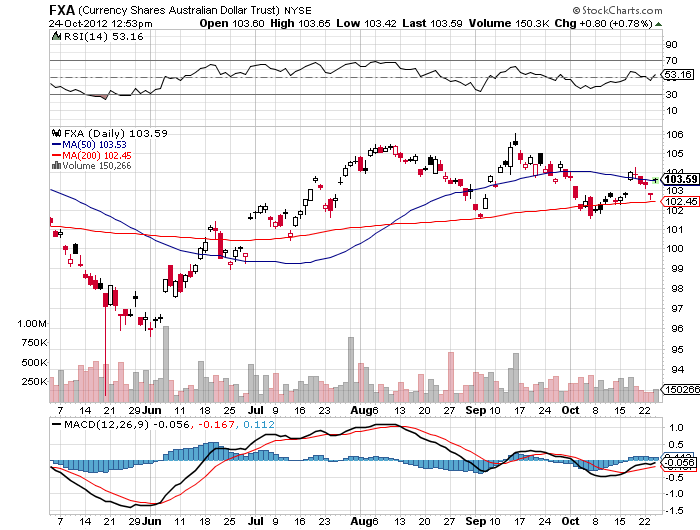 FXA (Currency Shares Australian Dollar Trust) NYSE © StockCharts.com
24-Oct-2012 12:53pm Open 103.60 High 103.65 Low 103.42 Last 103.59 Volume 150.3K Chg +0.80 (+0.78%)
RSI(14) 53.16
90
70
53.16
50
30
10
FXA (Daily) 103.59
MA(50) 103.53
MA(200) 102.45
Volume 150,266
106
105
104
103.59
103
102.45
102
101
100
99
98
97
96
95
94
1.00M
750K
500K
250K
150266
7 14 21 29 Jun 11 18 25 Jul 9 16 23 Aug 6 13 20 27 Sep 10 17 24 Oct 8 15 22
MACD(12,26,9) -0.056, -0.167, 0.112
1.0
0.5
0.112
-0.056
-0.5
-1.0
-1.5
7 14 21 29 Jun 11 18 25 Jul 9 16 23 Aug 6 13 20 27 Sep 10 17 24 Oct 8 15 22